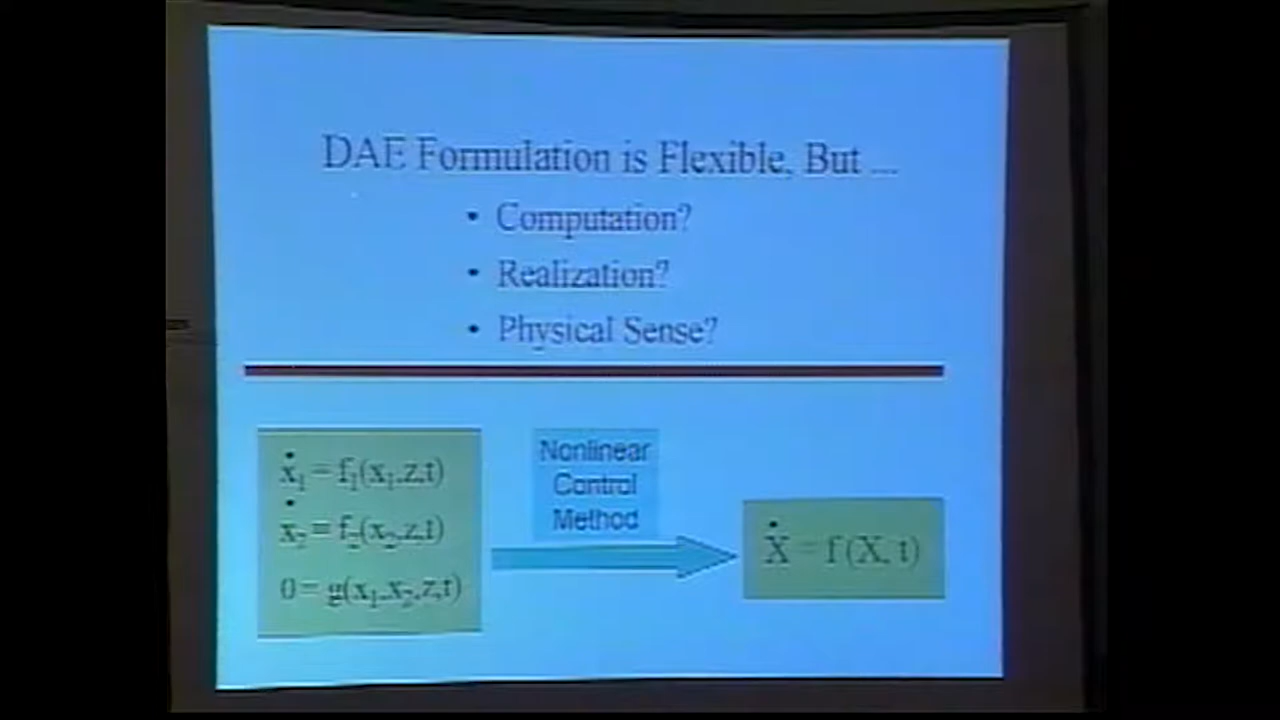 DAE Formulation is Flexible, But ...
• Computation?
• Realization?
• Physical Sense?
ẋ₁ = f₁(x₁,z,t)
ẋ₂ = f₂(x₂,z,t)
0 = g(x₁,x₂,z,t)
Nonlinear
Control
Method
Ẋ = f (X, t)